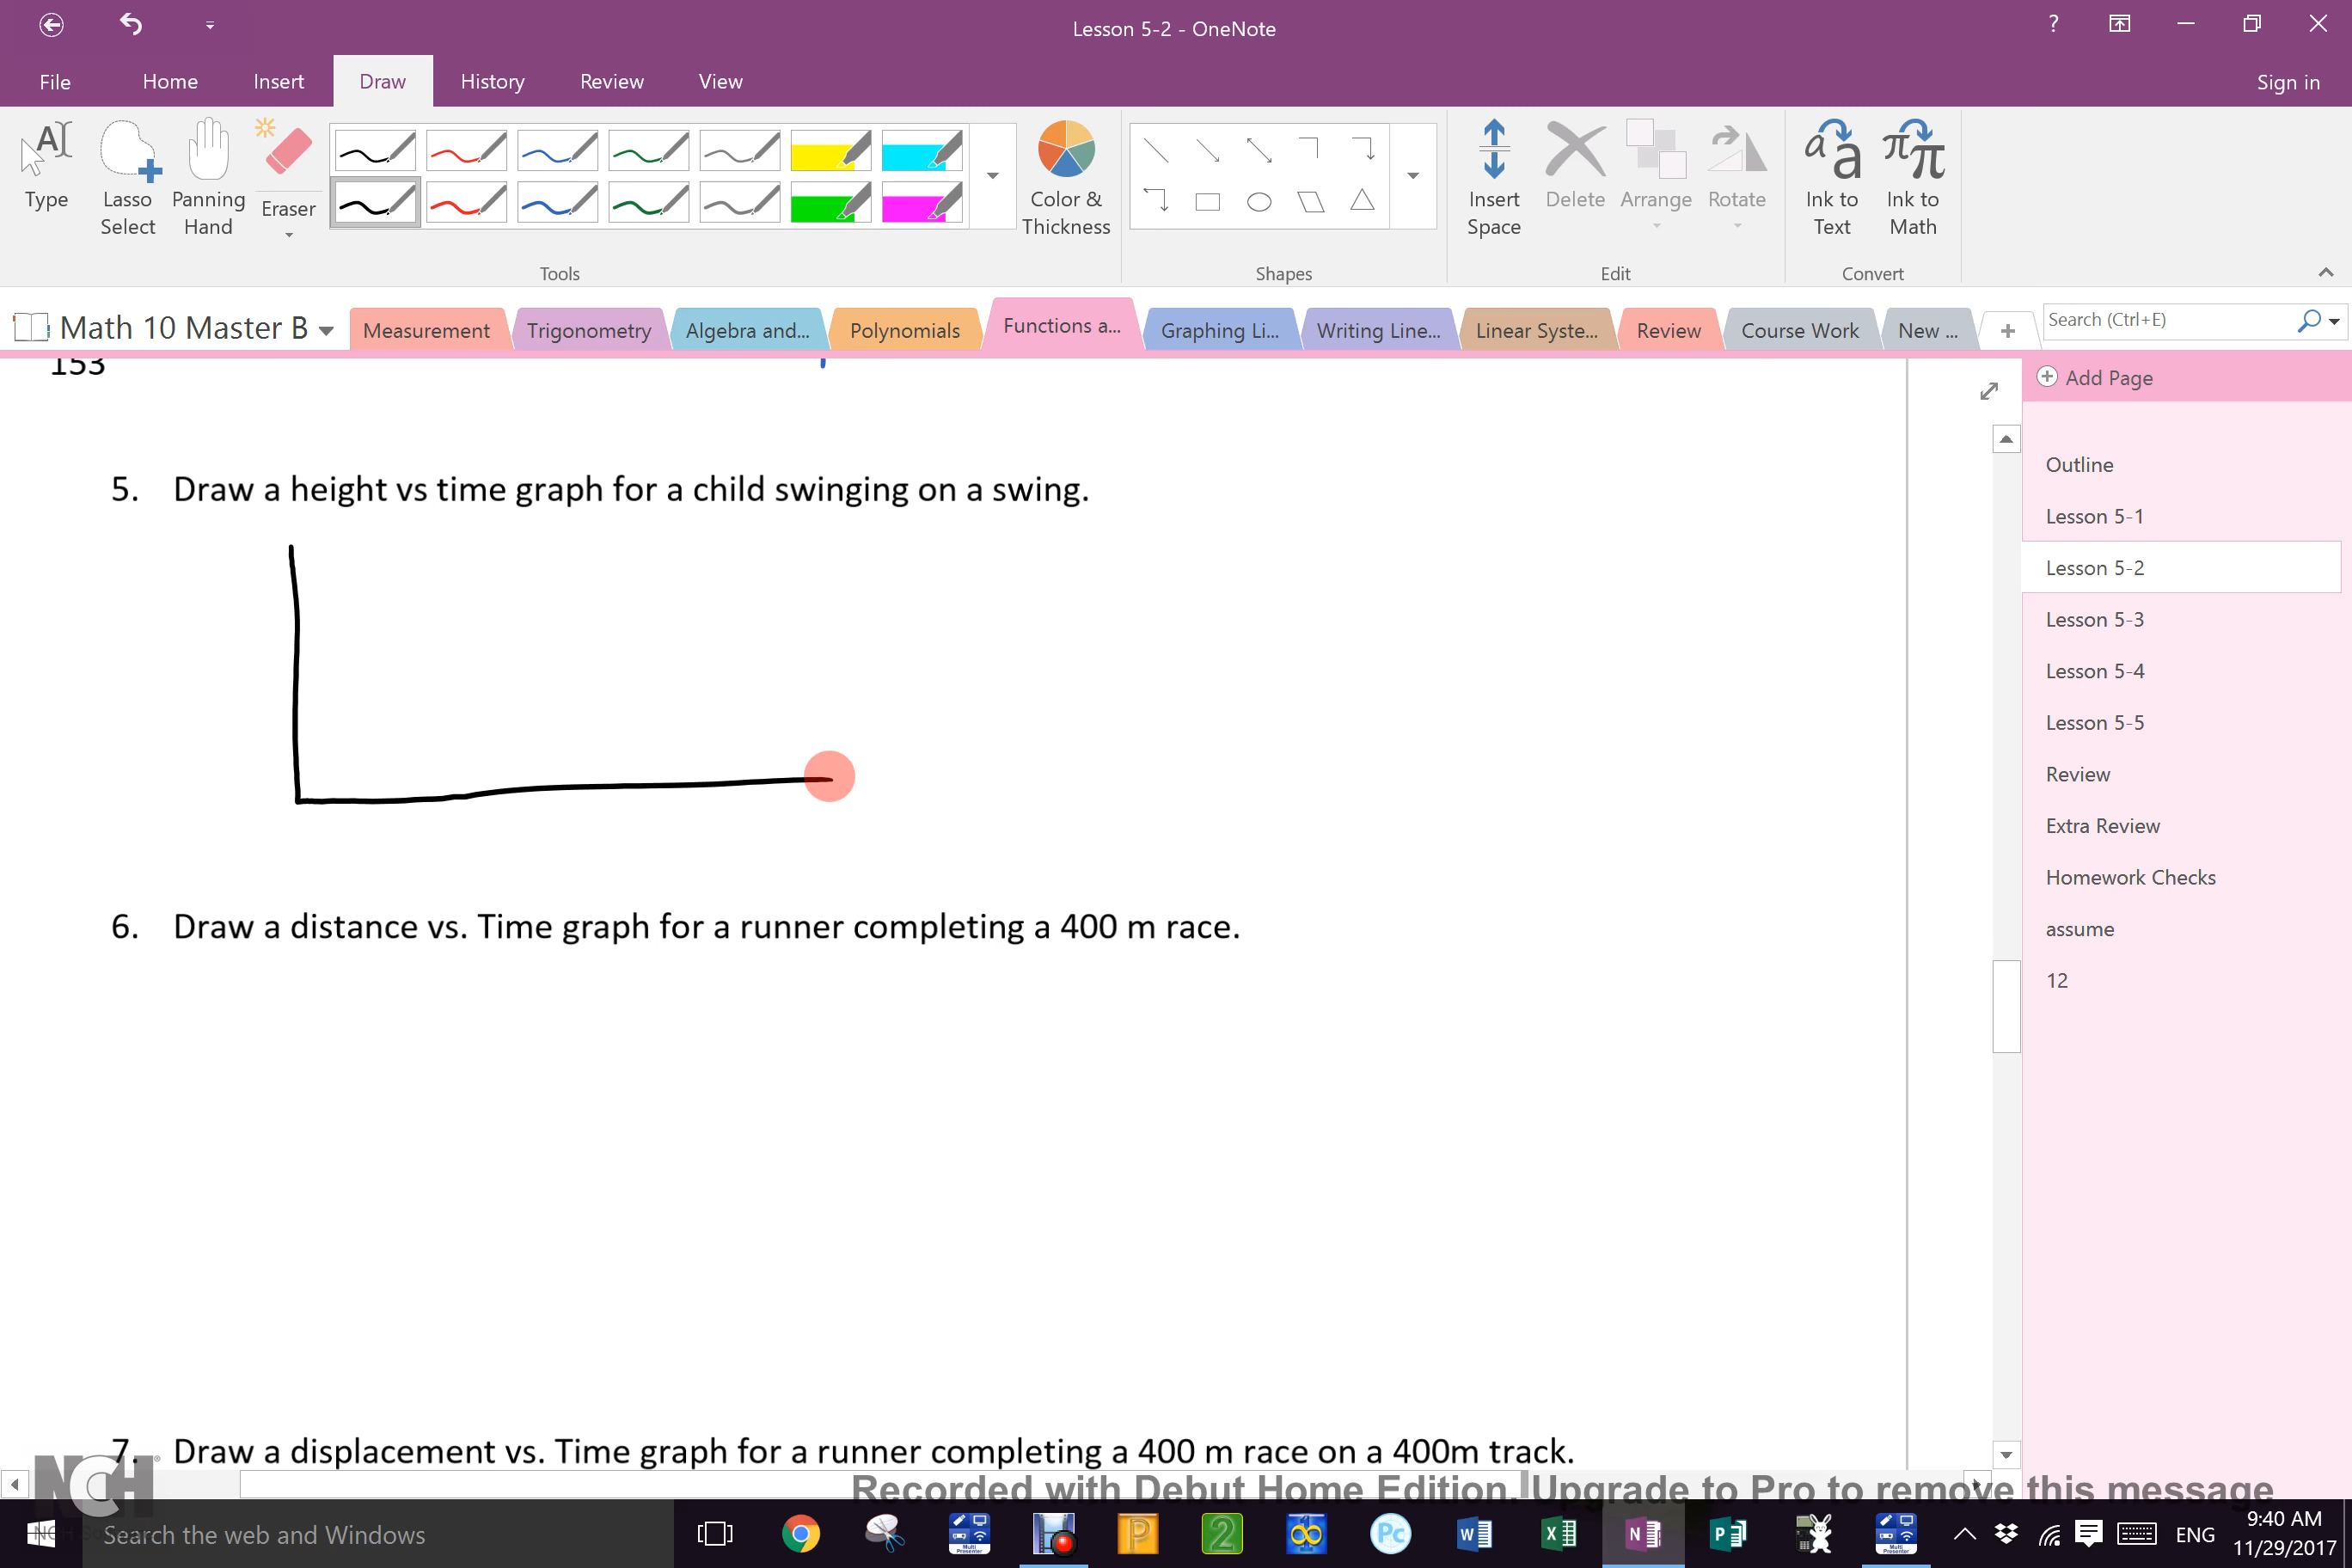 Lesson 5-2 - OneNote
?
File Home Insert Draw History Review View Sign in
Type Lasso Select Panning Hand Eraser Color & Thickness Insert Space Delete Arrange Rotate Ink to Text Ink to Math
Tools Shapes Edit Convert
Math 10 Master B Measurement Trigonometry Algebra and... Polynomials Functions a... Graphing Li... Writing Line... Linear Syste... Review Course Work New ... Search (Ctrl+E)
153
Add Page
Outline
Lesson 5-1
Lesson 5-2
Lesson 5-3
Lesson 5-4
Lesson 5-5
Review
Extra Review
Homework Checks
assume
12
5. Draw a height vs time graph for a child swinging on a swing.
6. Draw a distance vs. Time graph for a runner completing a 400 m race.
7. Draw a displacement vs. Time graph for a runner completing a 400 m race on a 400m track.
NCH
Recorded with Debut Home Edition. Upgrade to Pro to remove this message
Search the web and Windows
ENG
9:40 AM
11/29/2017